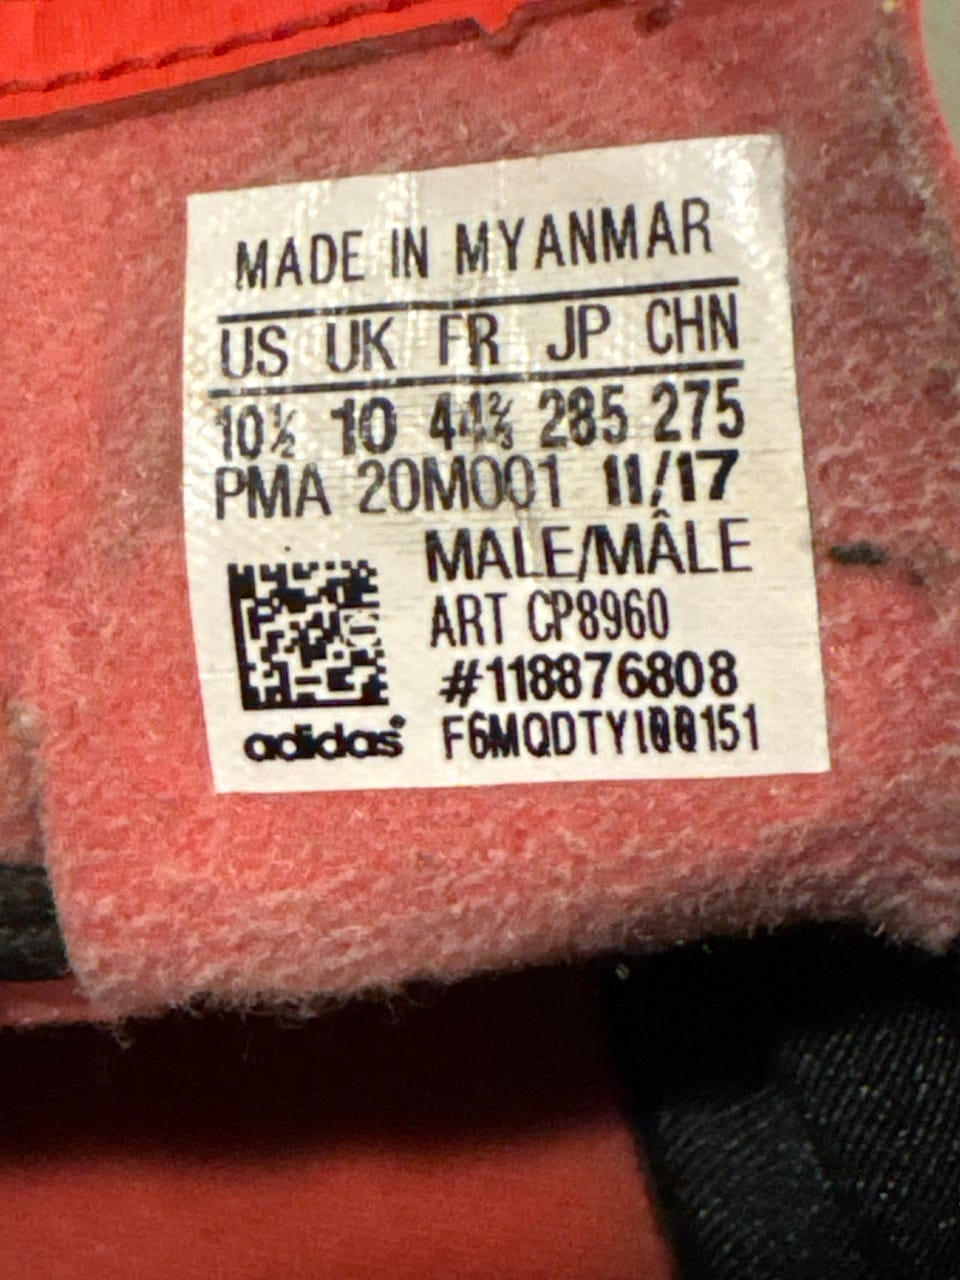 MADE IN MYANMAR
US UK FR JP CHN
10½ 10 44⅔ 285 275
PMA 20M001 11/17
MALE/MÂLE
ART CP8960
#118876808
adidas® F6MQDTYI00151